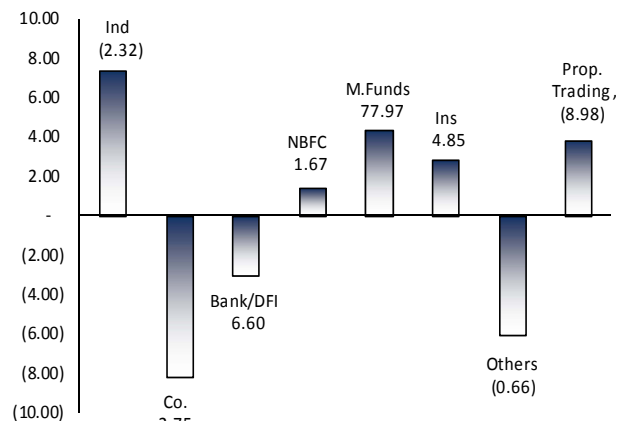 10.00
8.00
6.00
4.00
2.00
-
(2.00)
(4.00)
(6.00)
(8.00)
(10.00)
Ind
(2.32)
Co.
Bank/DFI
6.60
NBFC
1.67
M.Funds
77.97
Ins
4.85
Others
(0.66)
Prop.
Trading,
(8.98)